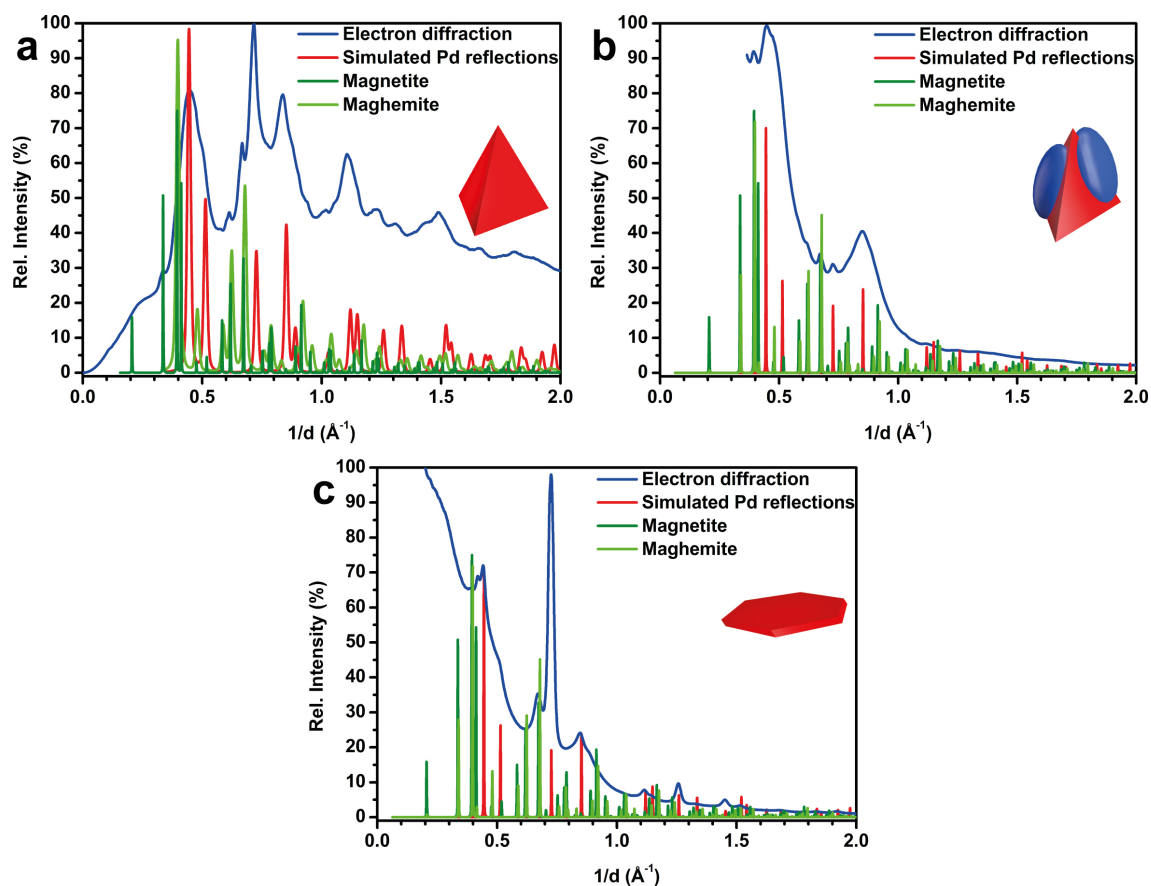 a
Electron diffraction
Simulated Pd reflections
Magnetite
Maghemite
Rel. Intensity (%)
100
90
80
70
60
50
40
30
20
10
0
0.0 0.5 1.0 1.5 2.0
1/d (Å⁻¹)
b
Electron diffraction
Simulated Pd reflections
Magnetite
Maghemite
Rel. Intensity (%)
100
90
80
70
60
50
40
30
20
10
0
0.0 0.5 1.0 1.5 2.0
1/d (Å⁻¹)
c
Electron diffraction
Simulated Pd reflections
Magnetite
Maghemite
Rel. Intensity (%)
100
90
80
70
60
50
40
30
20
10
0
0.0 0.5 1.0 1.5 2.0
1/d (Å⁻¹)